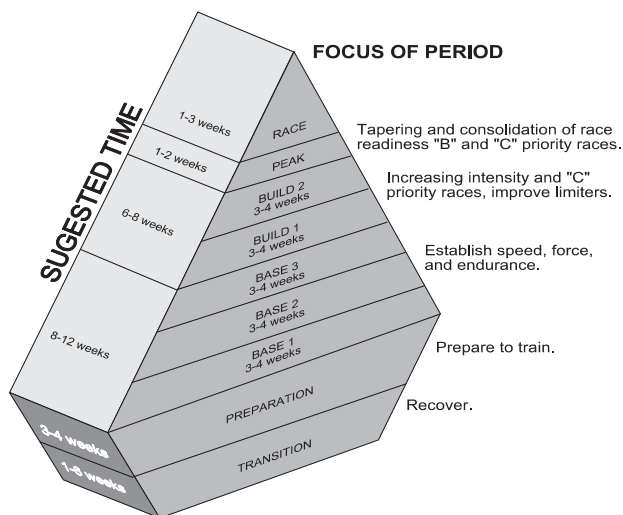 FOCUS OF PERIOD
SUGESTED TIME
1-3 weeks
1-2 weeks
6-8 weeks
8-12 weeks
3-4 weeks
1-6 weeks
RACE
PEAK
BUILD 2
3-4 weeks
BUILD 1
3-4 weeks
BASE 3
3-4 weeks
BASE 2
3-4 weeks
BASE 1
3-4 weeks
PREPARATION
TRANSITION
Tapering and consolidation of race
readiness "B" and "C" priority races.
Increasing intensity and "C"
priority races, improve limiters.
Establish speed, force,
and endurance.
Prepare to train.
Recover.